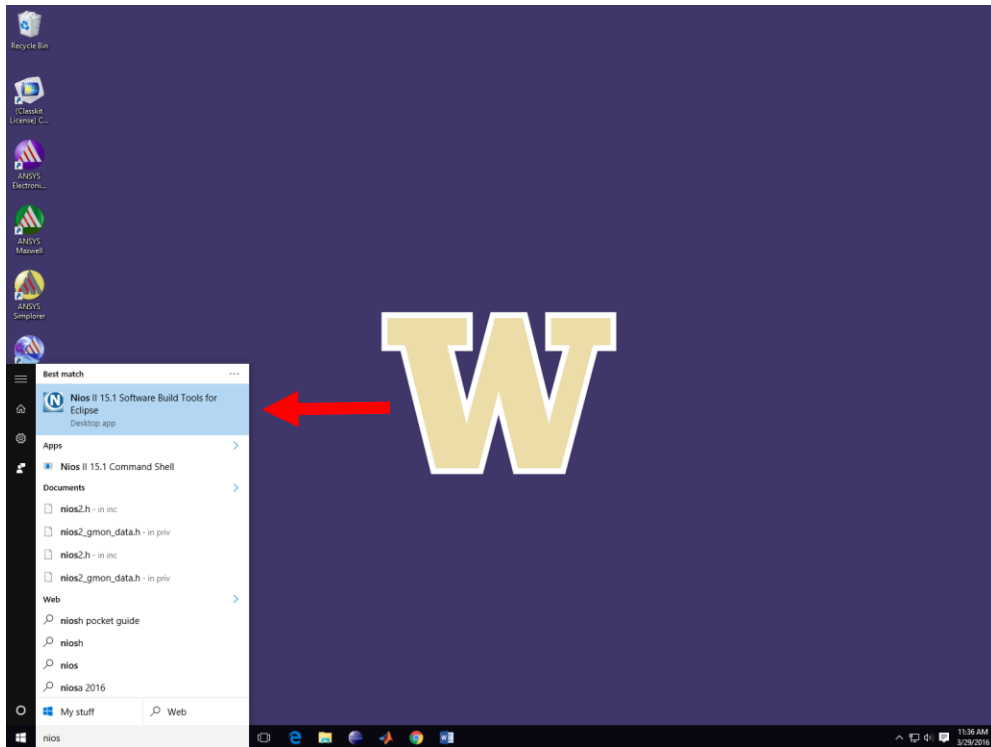 Recycle Bin
(Classkit
License) C...
ANSYS
Electroni...
ANSYS
Maxwell
ANSYS
Simplorer
W
Best match
Nios II 15.1 Software Build Tools for
Eclipse
Desktop app
Apps
Nios II 15.1 Command Shell
Documents
nios2.h - in inc
nios2_gmon_data.h - in priv
nios2.h - in inc
nios2_gmon_data.h - in priv
Web
niosh pocket guide
niosh
nios
niosa 2016
My stuff
Web
nios
11:36 AM
3/29/2016